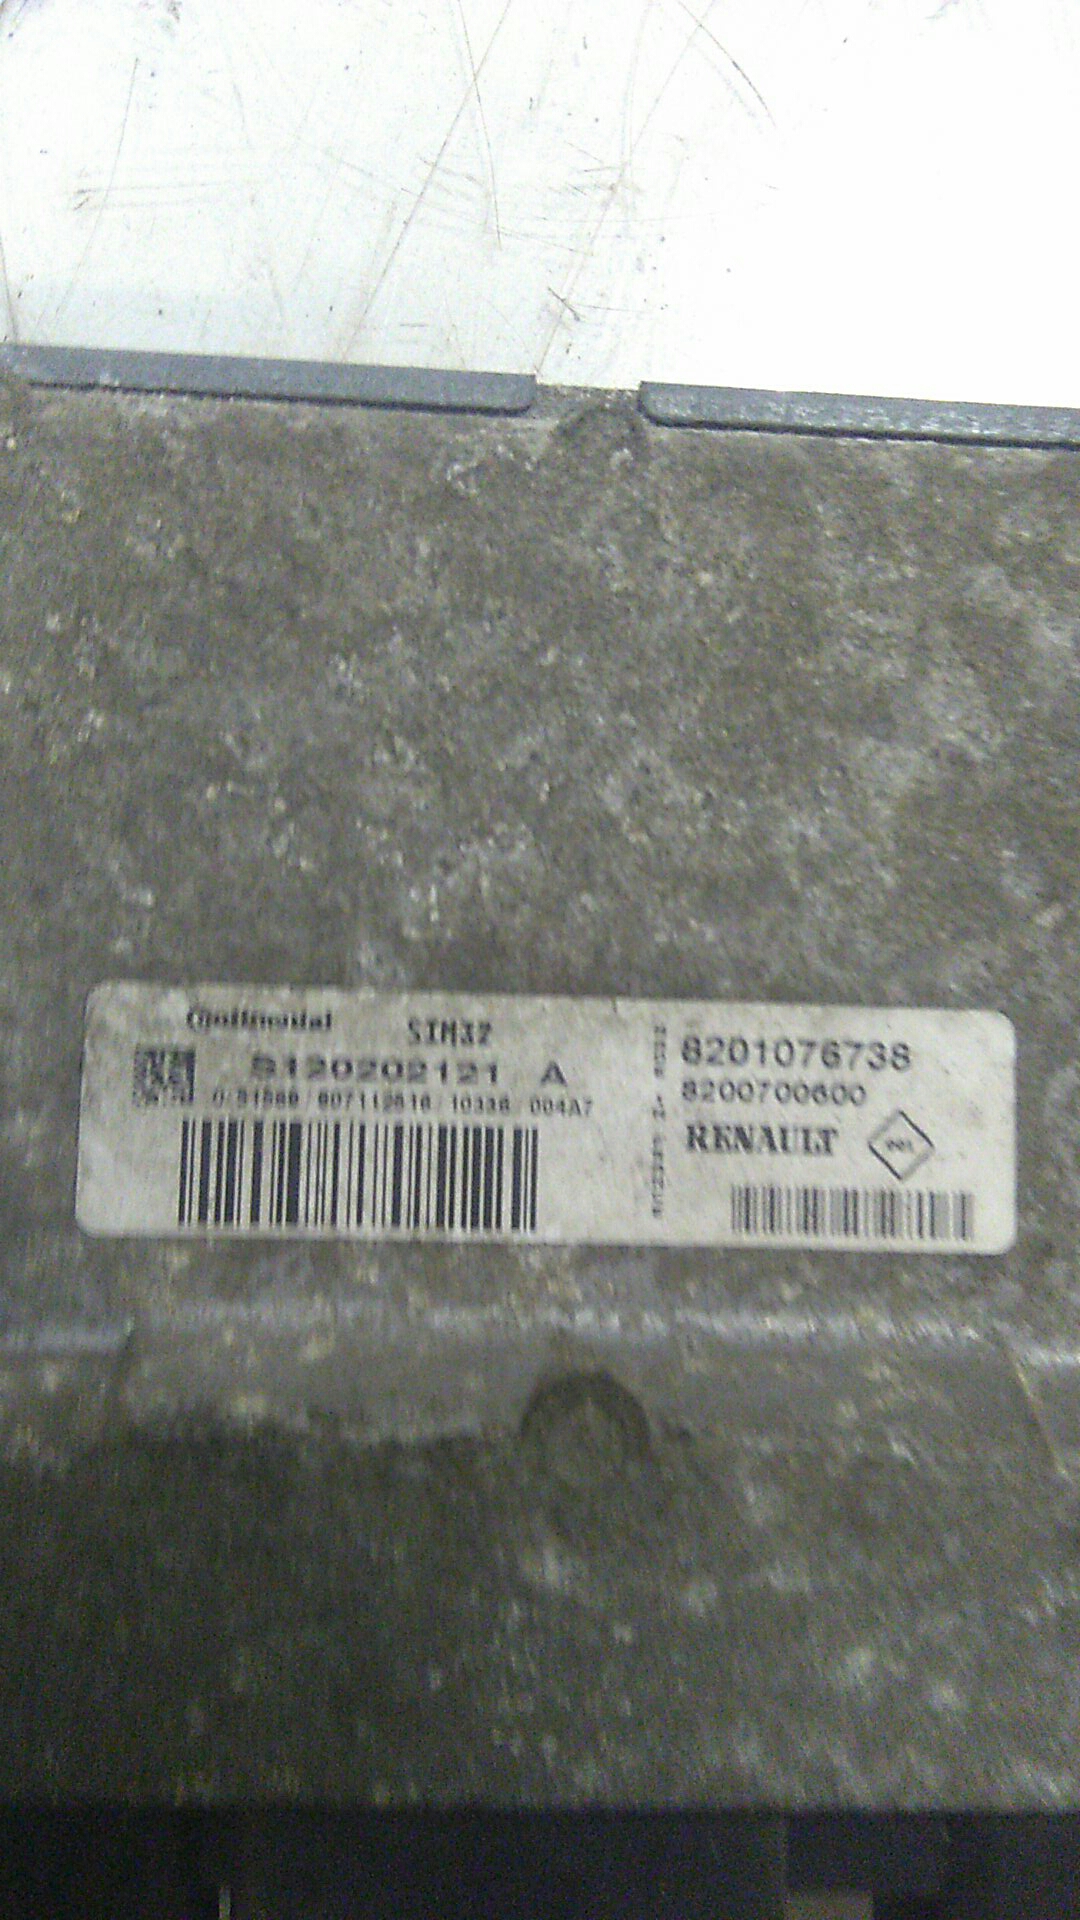 Continental SIM32
S120202121 A
8201076738
8200700600
RENAULT